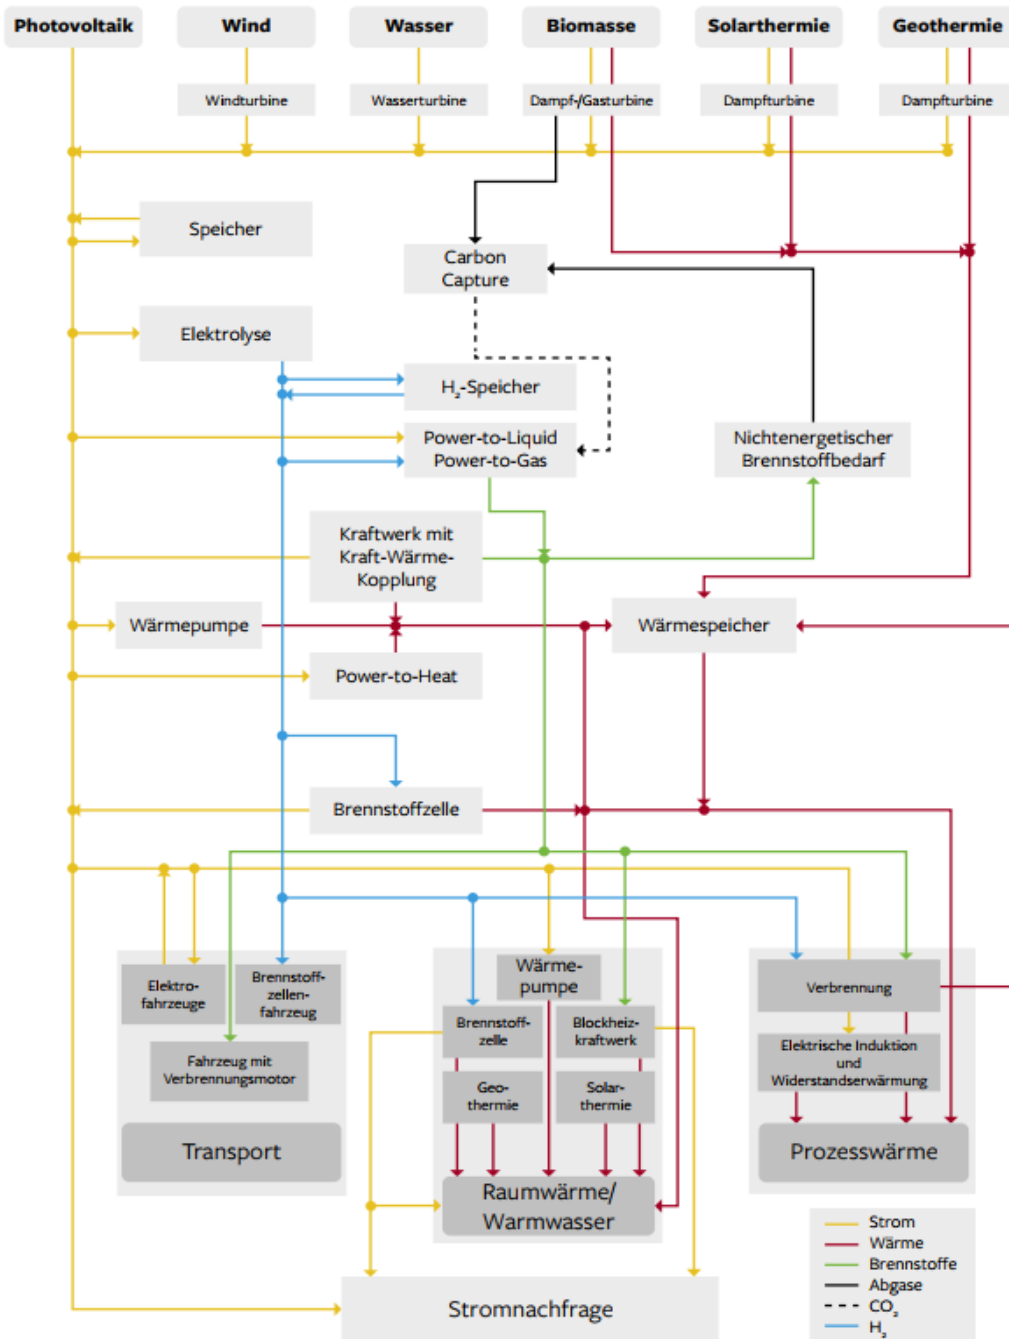 Photovoltaik
Wind
Wasser
Biomasse
Solarthermie
Geothermie
Windturbine
Wasserturbine
Dampf-/Gasturbine
Dampfturbine
Dampfturbine
Speicher
Carbon
Capture
Elektrolyse
H₂-Speicher
Power-to-Liquid
Power-to-Gas
Nichtenergetischer
Brennstoffbedarf
Kraftwerk mit
Kraft-Wärme-
Kopplung
Wärmepumpe
Wärmespeicher
Power-to-Heat
Brennstoffzelle
Elektro-
fahrzeuge
Brennstoff-
zellen-
fahrzeug
Fahrzeug mit
Verbrennungsmotor
Transport
Wärme-
pumpe
Brennstoff-
zelle
Blockheiz-
kraftwerk
Geo-
thermie
Solar-
thermie
Raumwärme/
Warmwasser
Verbrennung
Elektrische Induktion
und
Widerstandserwärmung
Prozesswärme
Stromnachfrage
Strom
Wärme
Brennstoffe
Abgase
CO₂
H₂